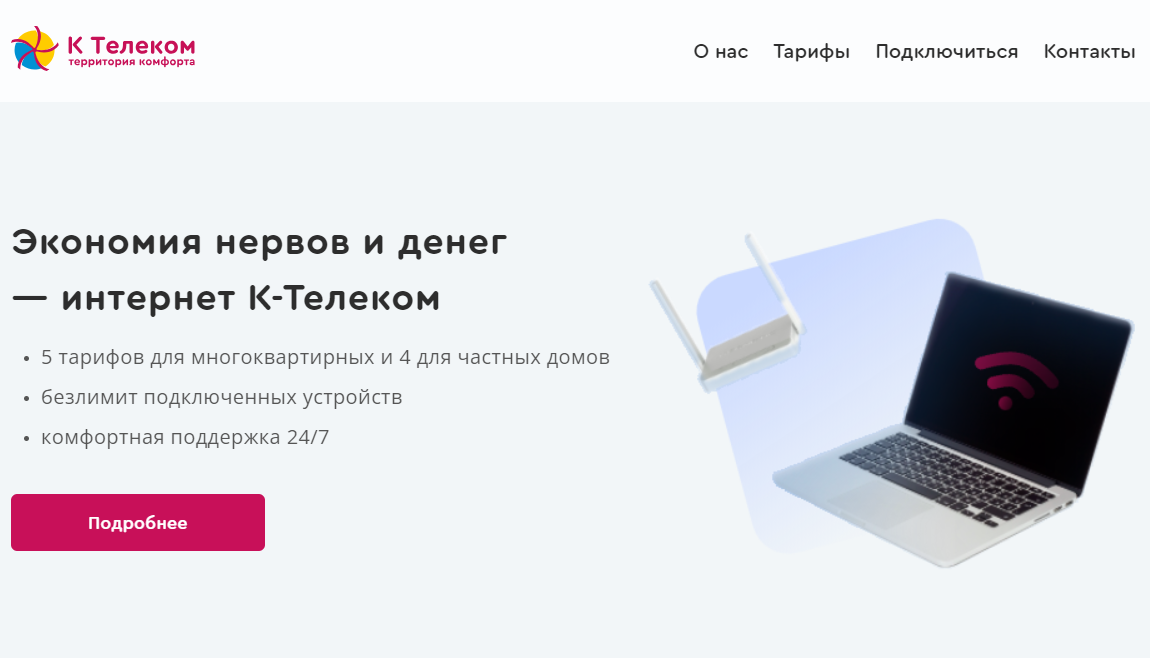 К Телеком
территория комфорта
О нас Тарифы Подключиться Контакты
Экономия нервов и денег
— интернет К-Телеком
• 5 тарифов для многоквартирных и 4 для частных домов
• безлимит подключенных устройств
• комфортная поддержка 24/7
Подробнее